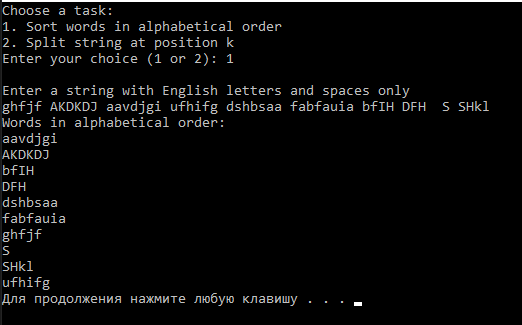 Choose a task:
1. Sort words in alphabetical order
2. Split string at position k
Enter your choice (1 or 2): 1

Enter a string with English letters and spaces only
ghfjf AKDKDJ aavdjgi ufhifg dshbsaa fabfauia bfIH DFH  S SHkl
Words in alphabetical order:
aavdjgi
AKDKDJ
bfIH
DFH
dshbsaa
fabfauia
ghfjf
S
SHkl
ufhifg
Для продолжения нажмите любую клавишу . . .